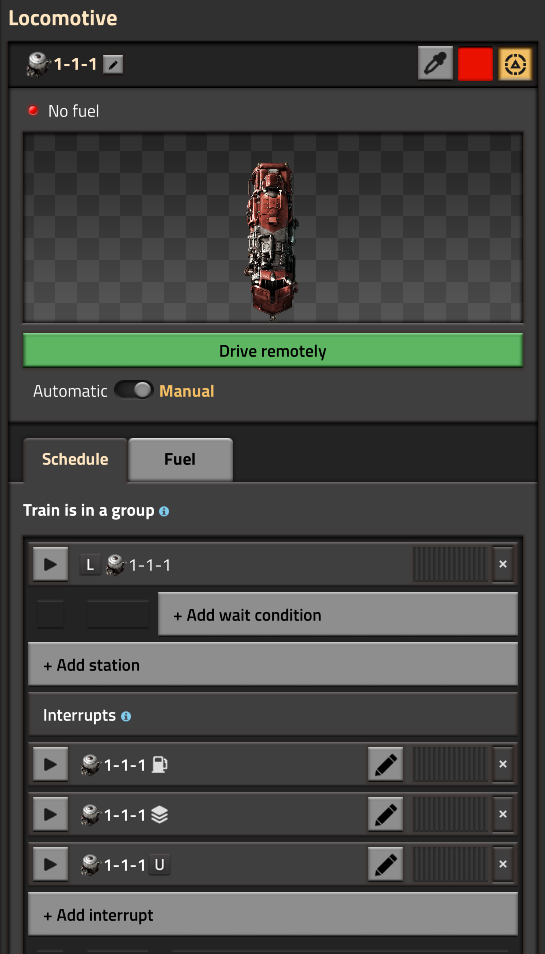 Locomotive
1-1-1
No fuel
Drive remotely
Automatic Manual
Schedule Fuel
Train is in a group
L 1-1-1
+ Add wait condition
+ Add station
Interrupts
1-1-1
1-1-1
1-1-1 U
+ Add interrupt